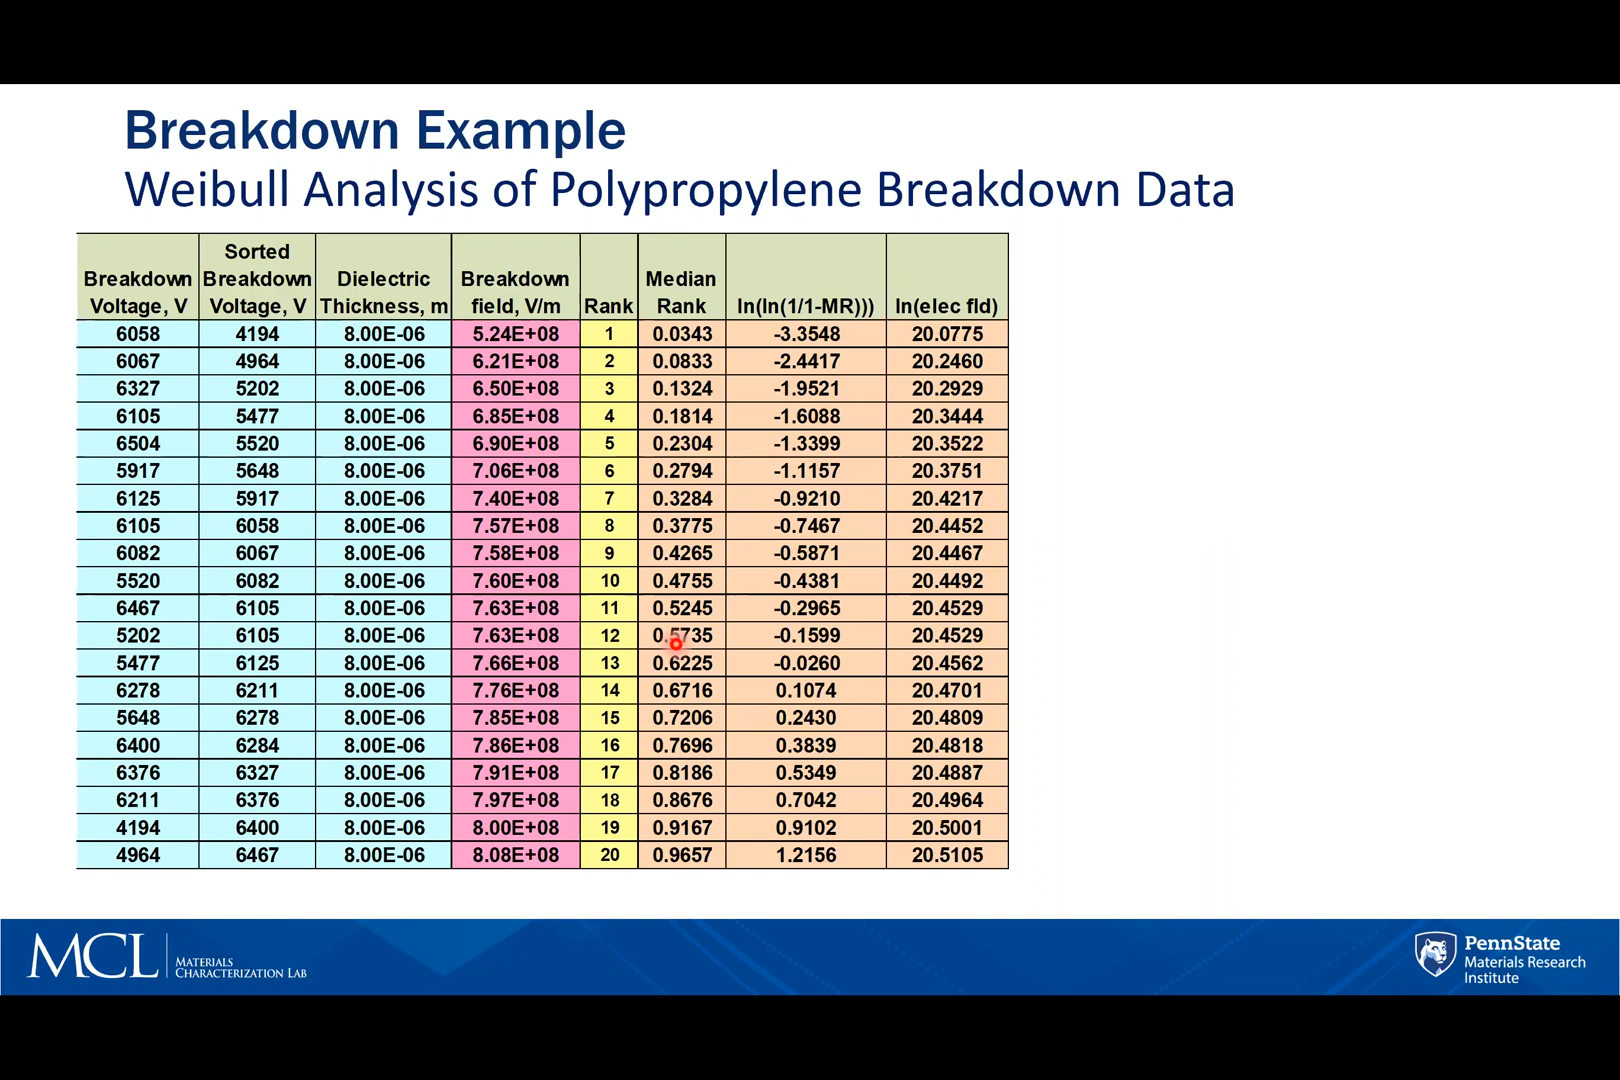 Breakdown Example
Weibull Analysis of Polypropylene Breakdown Data
Breakdown Voltage, V Sorted Breakdown Voltage, V Dielectric Thickness, m Breakdown field, V/m Rank Median Rank ln(ln(1/1-MR))) ln(elec fld)
6058 4194 8.00E-06 5.24E+08 1 0.0343 -3.3548 20.0775
6067 4964 8.00E-06 6.21E+08 2 0.0833 -2.4417 20.2460
6327 5202 8.00E-06 6.50E+08 3 0.1324 -1.9521 20.2929
6105 5477 8.00E-06 6.85E+08 4 0.1814 -1.6088 20.3444
6504 5520 8.00E-06 6.90E+08 5 0.2304 -1.3399 20.3522
5917 5648 8.00E-06 7.06E+08 6 0.2794 -1.1157 20.3751
6125 5917 8.00E-06 7.40E+08 7 0.3284 -0.9210 20.4217
6105 6058 8.00E-06 7.57E+08 8 0.3775 -0.7467 20.4452
6082 6067 8.00E-06 7.58E+08 9 0.4265 -0.5871 20.4467
5520 6082 8.00E-06 7.60E+08 10 0.4755 -0.4381 20.4492
6467 6105 8.00E-06 7.63E+08 11 0.5245 -0.2965 20.4529
5202 6105 8.00E-06 7.63E+08 12 0.5735 -0.1599 20.4529
5477 6125 8.00E-06 7.66E+08 13 0.6225 -0.0260 20.4562
6278 6211 8.00E-06 7.76E+08 14 0.6716 0.1074 20.4701
5648 6278 8.00E-06 7.85E+08 15 0.7206 0.2430 20.4809
6400 6284 8.00E-06 7.86E+08 16 0.7696 0.3839 20.4818
6376 6327 8.00E-06 7.91E+08 17 0.8186 0.5349 20.4887
6211 6376 8.00E-06 7.97E+08 18 0.8676 0.7042 20.4964
4194 6400 8.00E-06 8.00E+08 19 0.9167 0.9102 20.5001
4964 6467 8.00E-06 8.08E+08 20 0.9657 1.2156 20.5105
MCL
MATERIALS
CHARACTERIZATION LAB
PennState
Materials Research
Institute